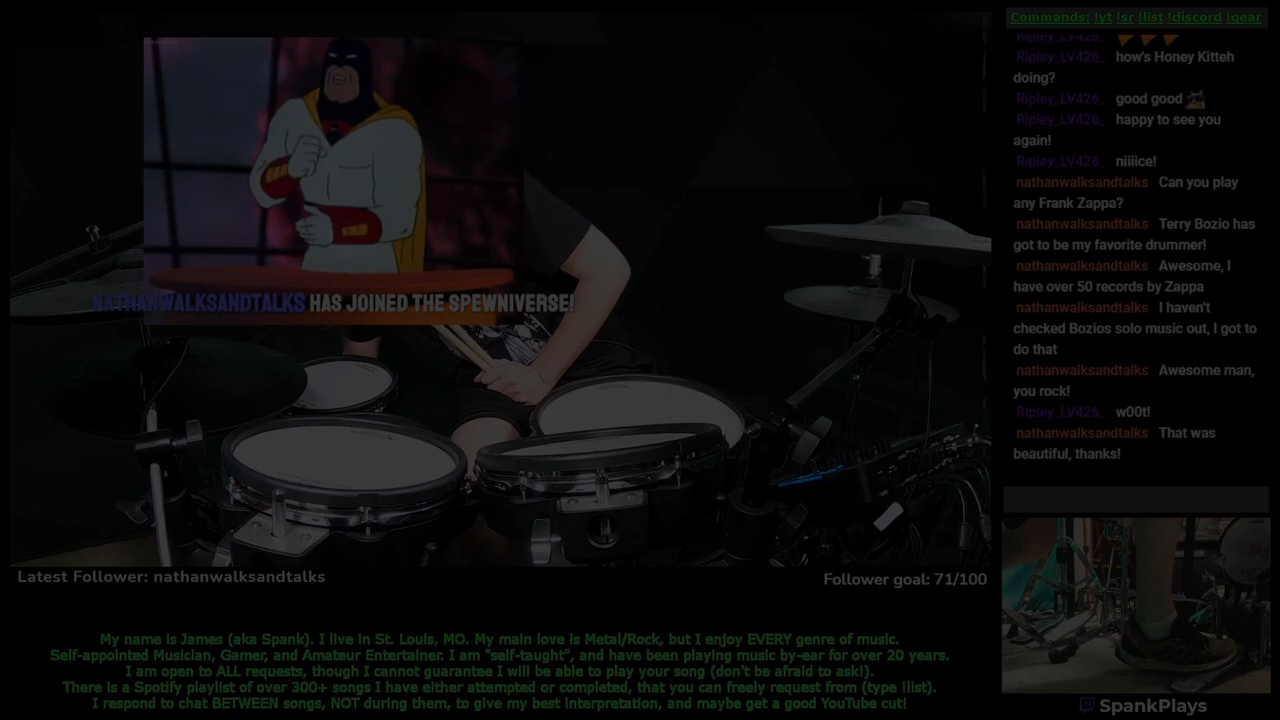 Commands: !yt !sr !list !discord !gear
Ripley_LV426_
Ripley_LV426_ how's Honey Kitteh
doing?
Ripley_LV426_ good good
Ripley_LV426_ happy to see you
again!
Ripley_LV426_ niiiice!
nathanwalksandtalks Can you play
any Frank Zappa?
nathanwalksandtalks Terry Bozio has
got to be my favorite drummer!
nathanwalksandtalks Awesome, I
have over 50 records by Zappa
nathanwalksandtalks I haven't
checked Bozios solo music out, I got to
do that
nathanwalksandtalks Awesome man,
you rock!
Ripley_LV426_ w00t!
nathanwalksandtalks That was
beautiful, thanks!
NATHANWALKSANDTALKS HAS JOINED THE SPEWNIVERSE!
Latest Follower: nathanwalksandtalks
Follower goal: 71/100
My name is James (aka Spank). I live in St. Louis, MO. My main love is Metal/Rock, but I enjoy EVERY genre of music.
Self-appointed Musician, Gamer, and Amateur Entertainer. I am "self-taught", and have been playing music by-ear for over 20 years.
I am open to ALL requests, though I cannot guarantee I will be able to play your song (don't be afraid to ask!).
There is a Spotify playlist of over 300+ songs I have either attempted or completed, that you can freely request from (type !list).
I respond to chat BETWEEN songs, NOT during them, to give my best interpretation, and maybe get a good YouTube cut!
SpankPlays